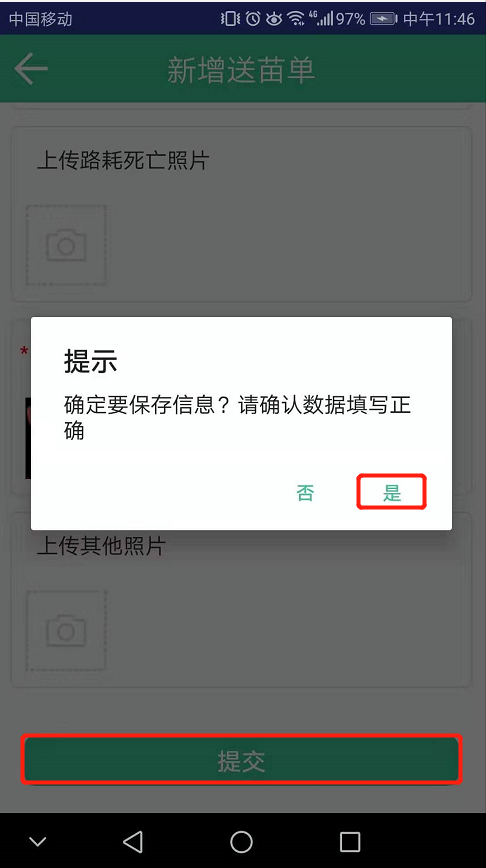 中国移动 4G 97% 中午11:46
新增送苗单
上传路耗死亡照片
*
提示
确定要保存信息？请确认数据填写正
确
否 是
上传其他照片
提交